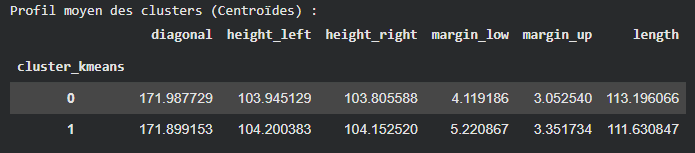 Profil moyen des clusters (Centroïdes) :
diagonal height_left height_right margin_low margin_up length
cluster_kmeans
0 171.987729 103.945129 103.805588 4.119186 3.052540 113.196066
1 171.899153 104.200383 104.152520 5.220867 3.351734 111.630847